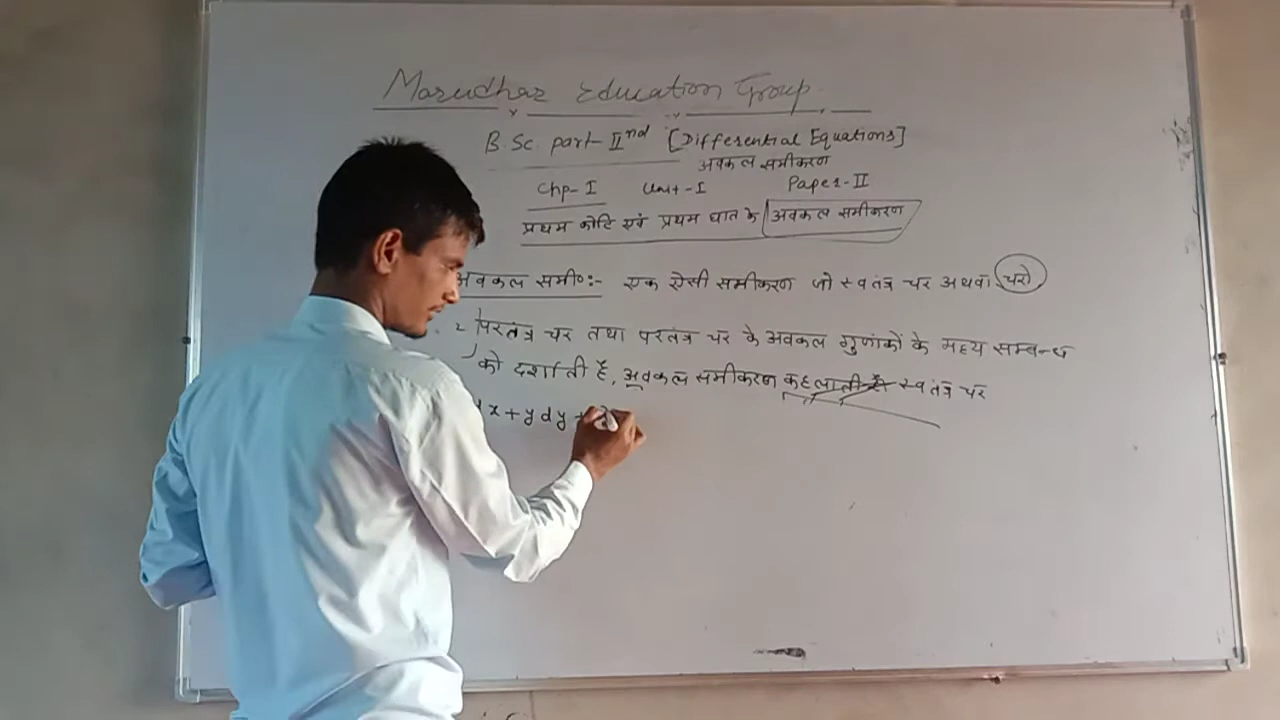 Marudhar Education Group.
B.Sc. part-IInd [Differential Equations]
अवकल समीकरण
Chp-I Unit-I Paper-II
प्रथम कोटि एवं प्रथम घात के अवकल समीकरण
अवकल समी०:- एक ऐसी समीकरण जो स्वतंत्र चर अथवा चरो
परतंत्र चर तथा परतंत्र चर के अवकल गुणांकों के मध्य सम्बन्ध
को दर्शाती है, अवकल समीकरण कहलाती है स्वतंत्र चर
x+ydy+